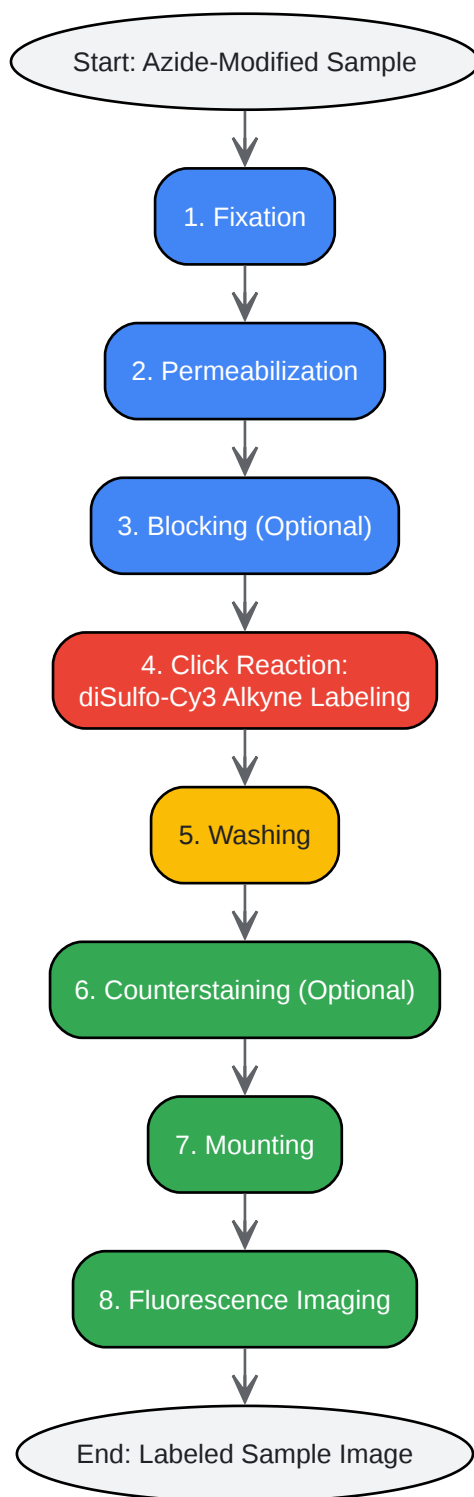 Start: Azide-Modified Sample
1. Fixation
2. Permeabilization
3. Blocking (Optional)
4. Click Reaction:
diSulfo-Cy3 Alkyne Labeling
5. Washing
6. Counterstaining (Optional)
7. Mounting
8. Fluorescence Imaging
End: Labeled Sample Image